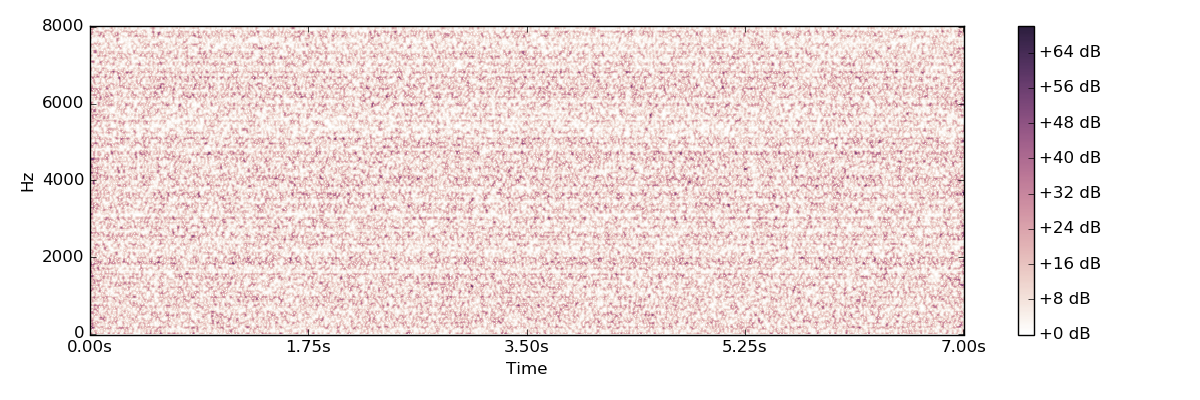 8000
6000
4000
2000
0
Hz
0.00s 1.75s 3.50s 5.25s 7.00s
Time
+64 dB
+56 dB
+48 dB
+40 dB
+32 dB
+24 dB
+16 dB
+8 dB
+0 dB